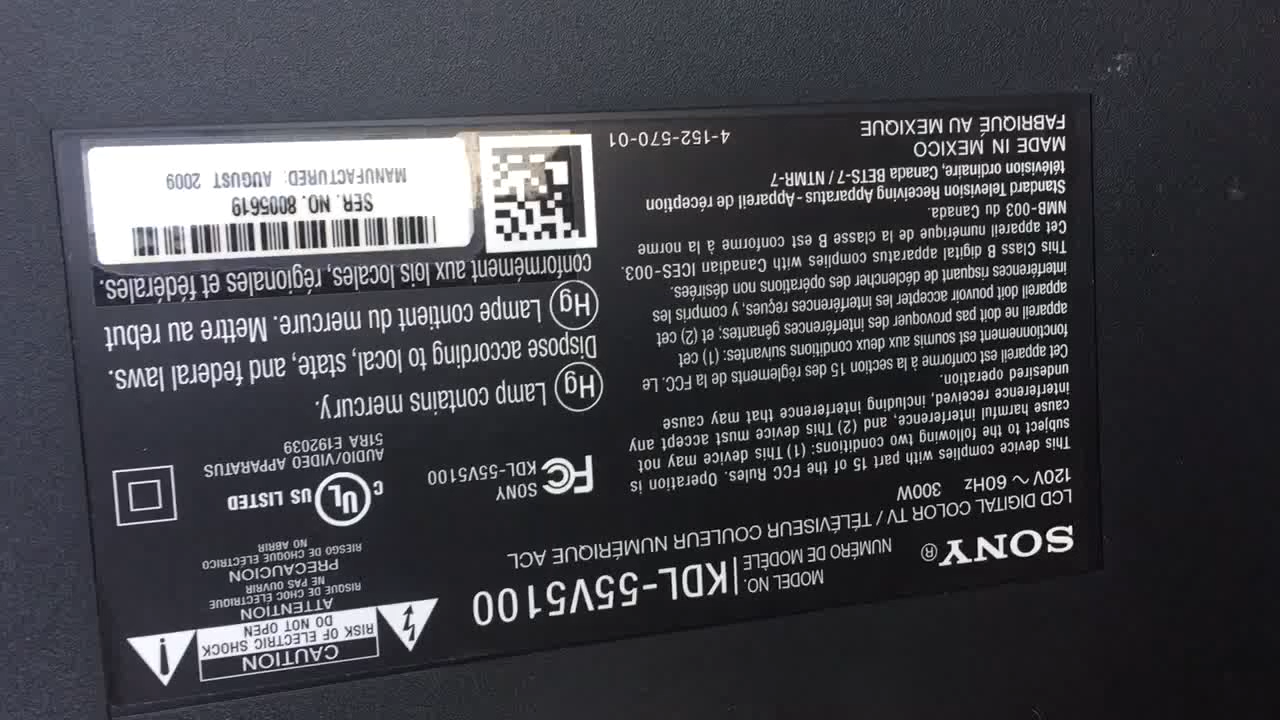 SONY®
MODEL NO.
NUMÉRO DE MODÈLE
KDL-55V5100
LCD DIGITAL COLOR TV / TÉLÉVISEUR COULEUR NUMÉRIQUE ACL
120V ~ 60Hz 300W
This device complies with part 15 of the FCC Rules. Operation is
subject to the following two conditions: (1) This device may not
cause harmful interference, and (2) This device must accept any
interference received, including interference that may cause
undesired operation.
Cet appareil est conforme à la section 15 des règlements de la FCC. Le
fonctionnement est soumis aux deux conditions suivantes: (1) cet
appareil ne doit pas provoquer des interférences gênantes; et (2) cet
appareil doit pouvoir accepter les interférences reçues, y compris les
interférences risquant de déclencher des opérations non désirées.
This Class B digital apparatus complies with Canadian ICES-003.
Cet appareil numérique de la classe B est conforme à la norme
NMB-003 du Canada.
Standard Television Receiving Apparatus - Appareil de réception
télévision ordinaire, Canada BETS-7 / NTMR-7
MADE IN MEXICO
FABRIQUÉ AU MEXIQUE
4-152-570-01
CAUTION
RISK OF ELECTRIC SHOCK
DO NOT OPEN
ATTENTION
RISQUE DE CHOC ELECTRIQUE
NE PAS OUVRIR
PRECAUCION
RIESGO DE CHOQUE ELÉCTRICO
NO ABRIR
FC
SONY
KDL-55V5100
C UL US LISTED
AUDIO/VIDEO APPARATUS
51RA E192039
Hg Lamp contains mercury.
Dispose according to local, state, and federal laws.
Hg Lampe contient du mercure. Mettre au rebut
conformément aux lois locales, régionales et fédérales.
SER. NO. 8005619
MANUFACTURED: AUGUST 2009